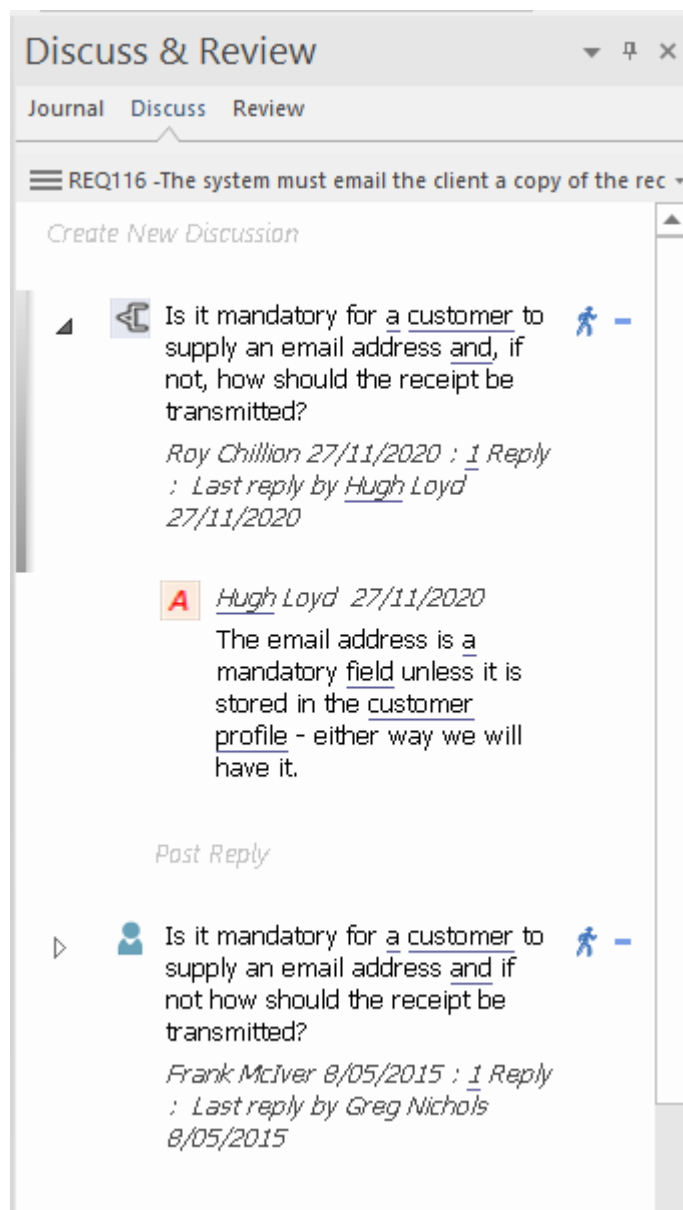 Discuss & Review
Journal Discuss Review
REQ116 -The system must email the client a copy of the rec
Create New Discussion
Is it mandatory for a customer to
supply an email address and, if
not, how should the receipt be
transmitted?
Roy Chillion 27/11/2020 : 1 Reply
: Last reply by Hugh Loyd
27/11/2020
A Hugh Loyd 27/11/2020
The email address is a
mandatory field unless it is
stored in the customer
profile - either way we will
have it.
Post Reply
Is it mandatory for a customer to
supply an email address and if
not how should the receipt be
transmitted?
Frank McIver 8/05/2015 : 1 Reply
: Last reply by Greg Nichols
8/05/2015